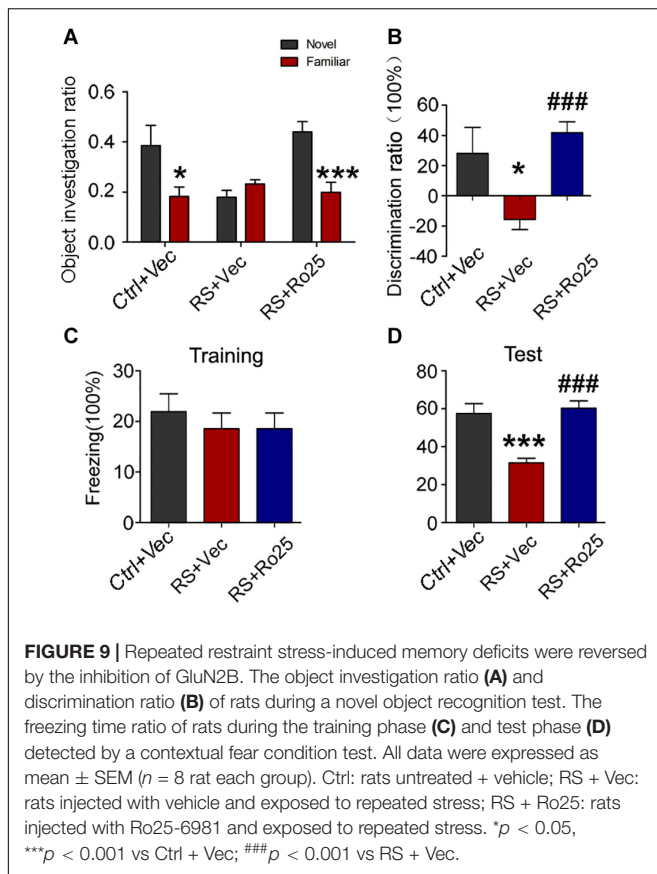 A
Novel
Familiar
Object investigation ratio
0.6
0.4
0.2
0.0
*
***
Ctrl+Vec
RS+Vec
RS+Ro25
B
Discrimination ratio（100%）
60
40
20
0
-20
-40
*
###
Ctrl+Vec
RS+Vec
RS+Ro25
C
Training
Freezing(100%)
30
20
10
0
Ctrl+Vec
RS+Vec
RS+Ro25
D
Test
80
60
40
20
0
***
###
Ctrl+Vec
RS+Vec
RS+Ro25
FIGURE 9 | Repeated restraint stress-induced memory deficits were reversed
by the inhibition of GluN2B. The object investigation ratio (A) and
discrimination ratio (B) of rats during a novel object recognition test. The
freezing time ratio of rats during the training phase (C) and test phase (D)
detected by a contextual fear condition test. All data were expressed as
mean ± SEM (n = 8 rat each group). Ctrl: rats untreated + vehicle; RS + Vec:
rats injected with vehicle and exposed to repeated stress; RS + Ro25: rats
injected with Ro25-6981 and exposed to repeated stress. *p < 0.05,
***p < 0.001 vs Ctrl + Vec; ###p < 0.001 vs RS + Vec.